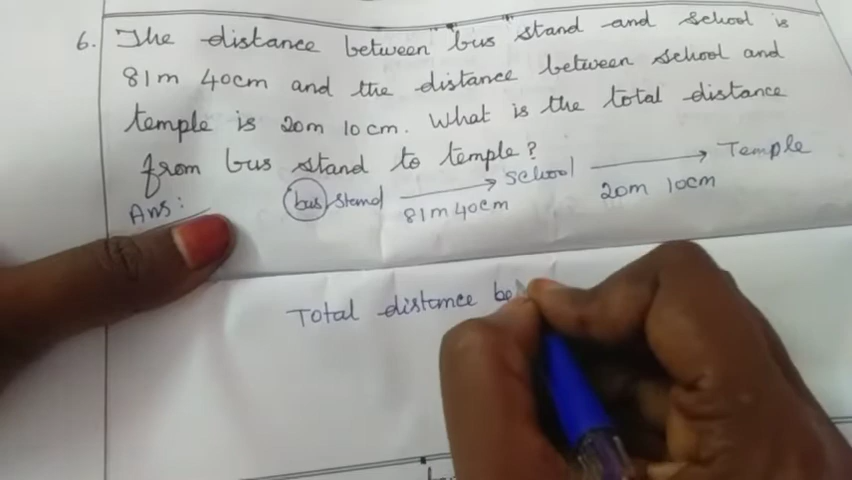 6. The distance between bus stand and school is
81m 40cm and the distance between school and
temple is 20m 10cm. What is the total distance
from bus stand to temple?
Ans: bus stand → school → Temple
81m 40cm 20m 10cm
Total distance be